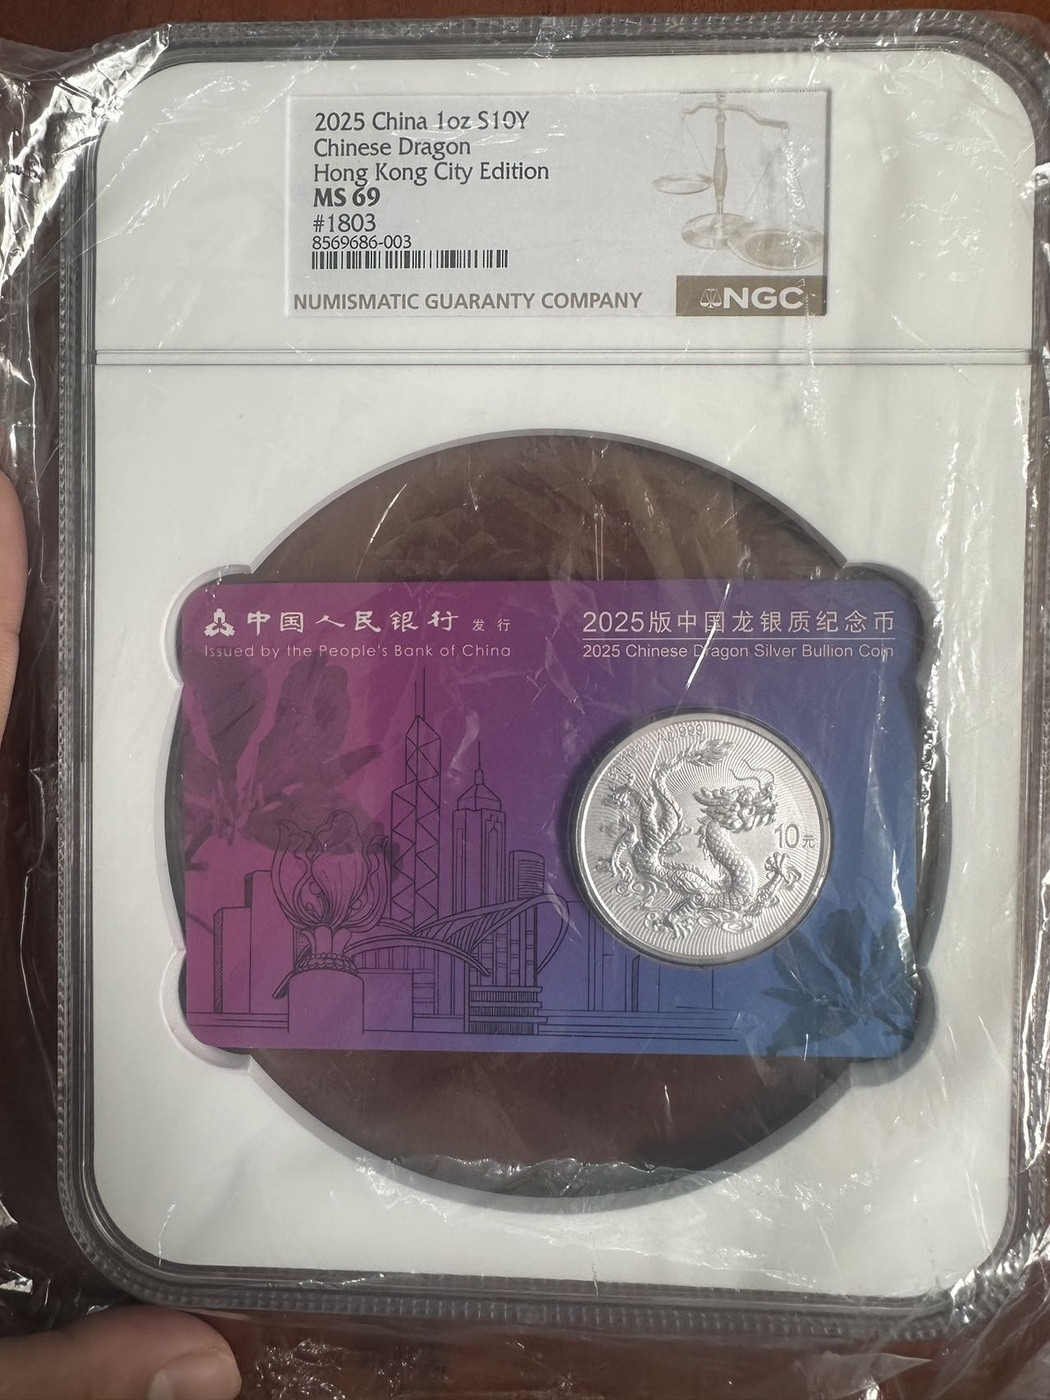 2025 China 1oz S10Y
Chinese Dragon
Hong Kong City Edition
MS 69
#1803
8569686-003
NUMISMATIC GUARANTY COMPANY
NGC
中国人民银行 发行
Issued by the People's Bank of China
2025版中国龙银质纪念币
2025 Chinese Dragon Silver Bullion Coin
10元